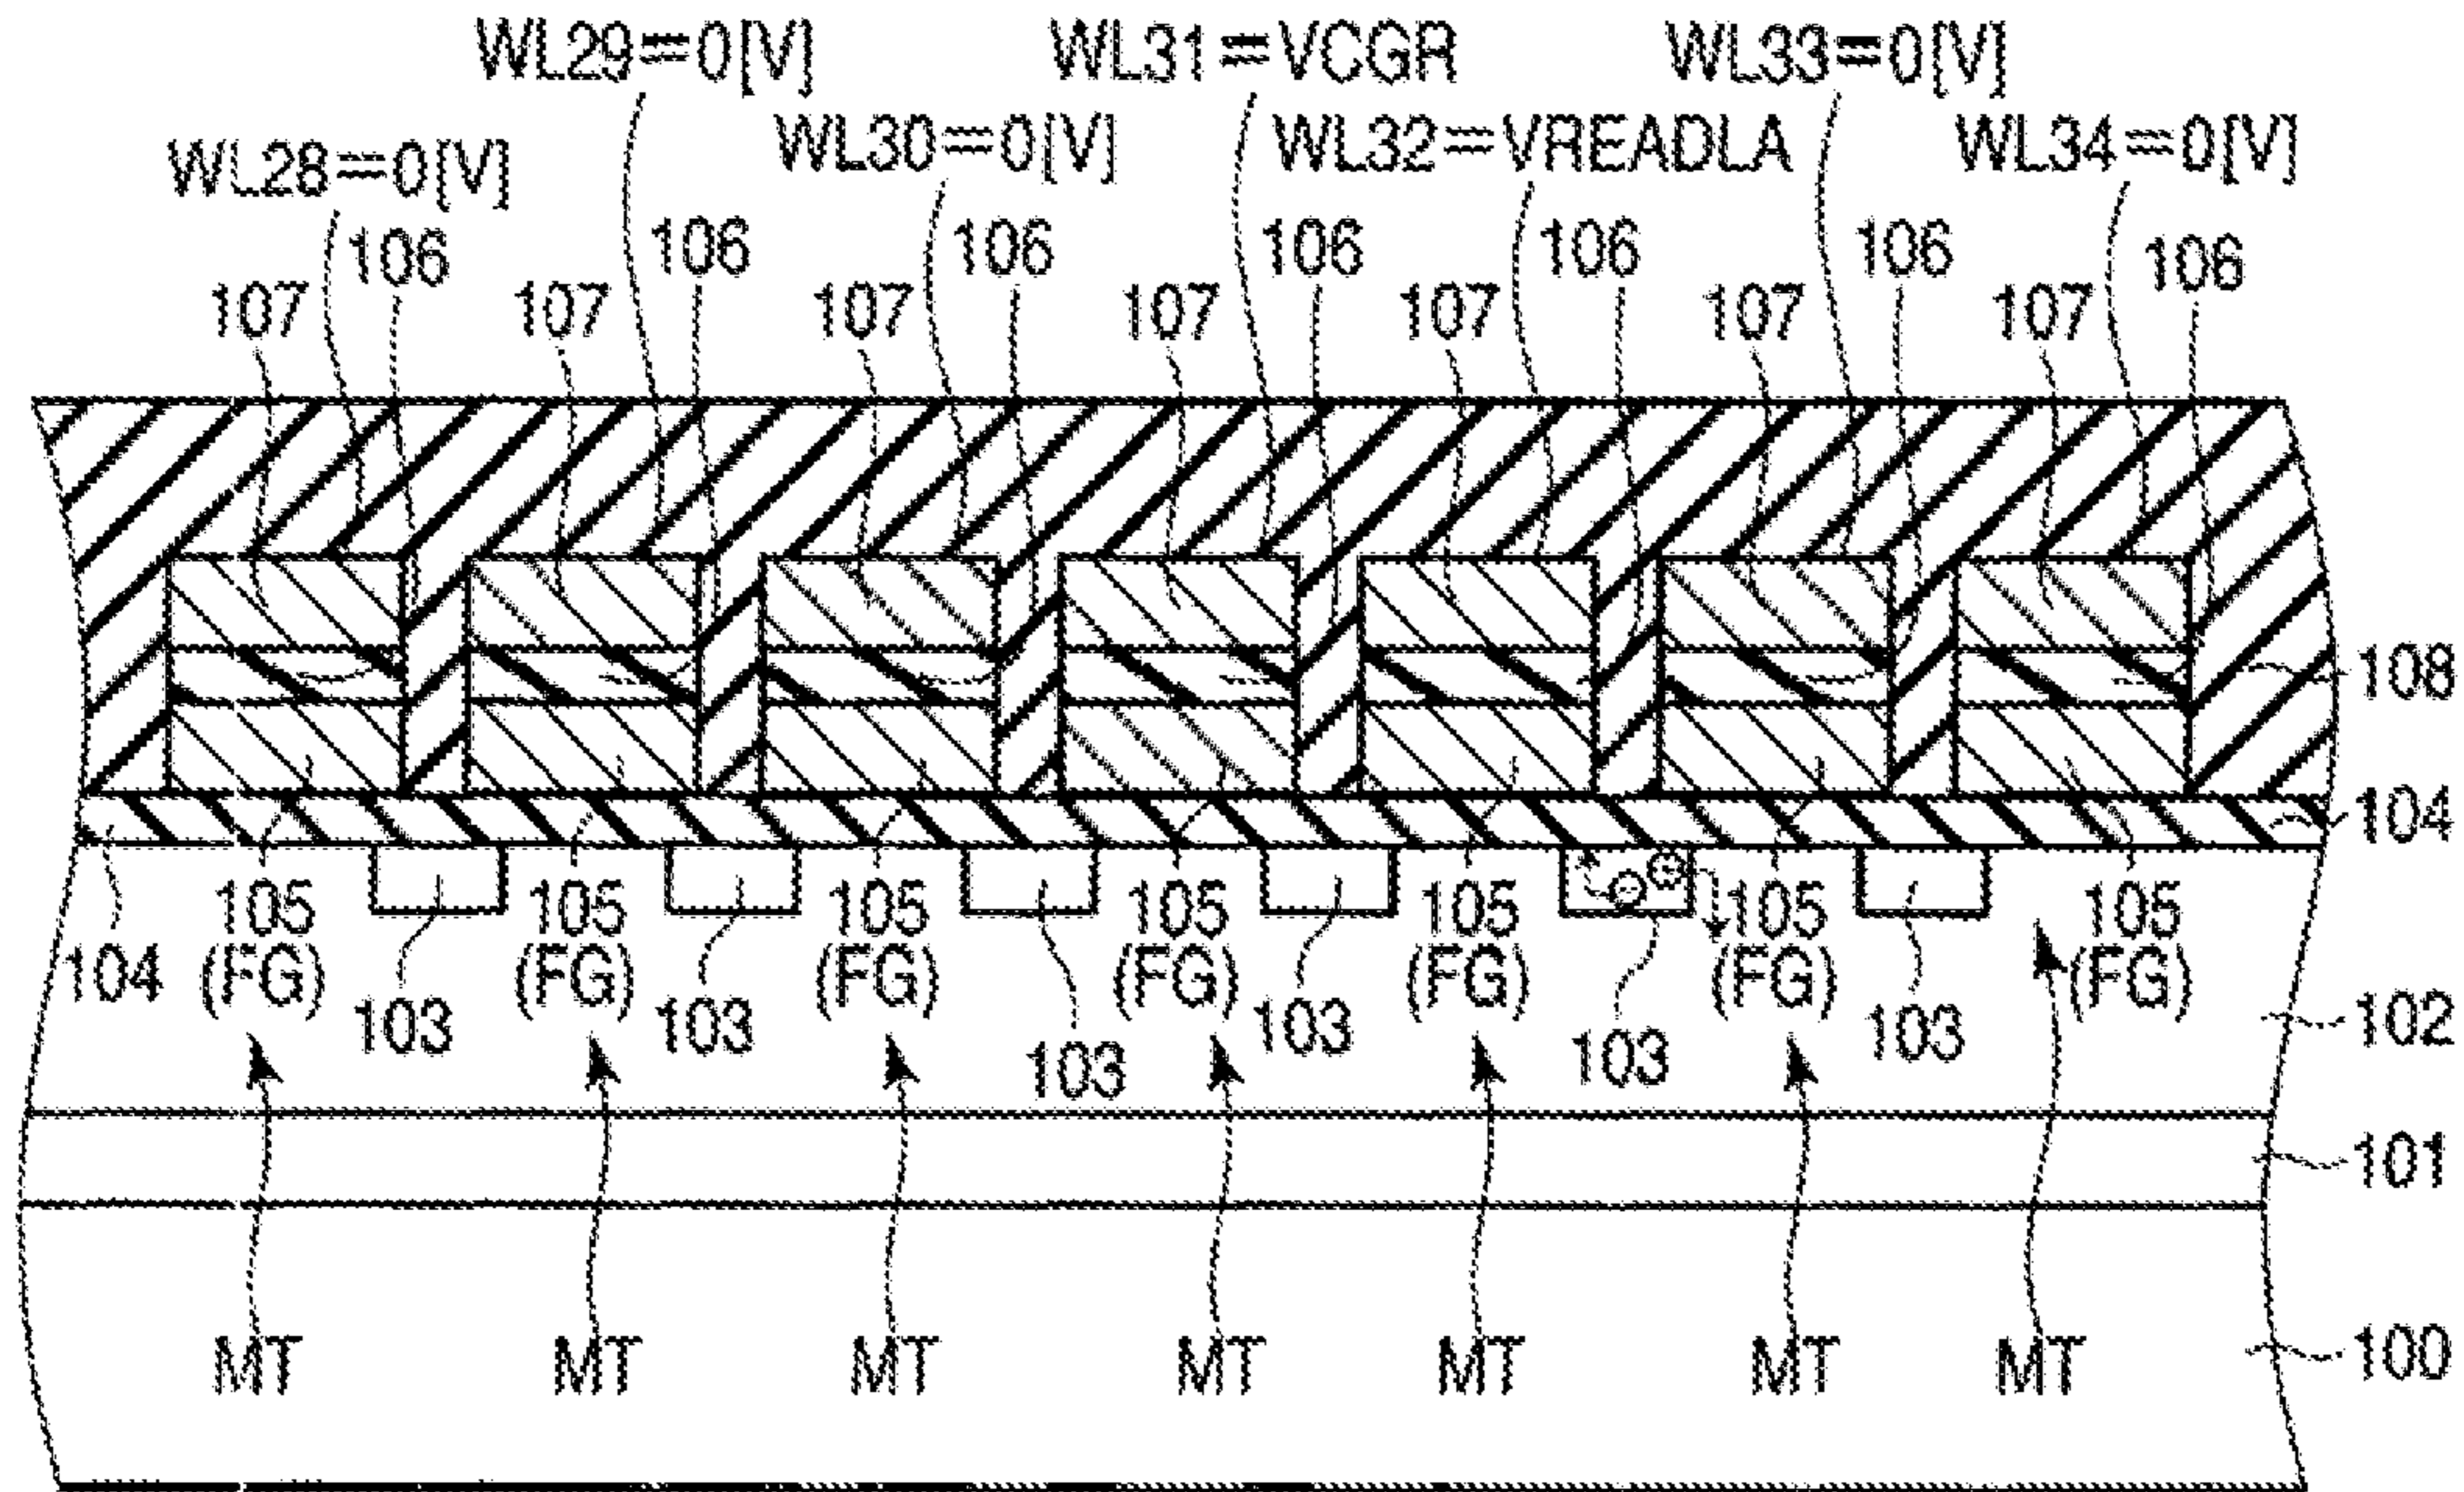 WL29=0[V] WL31=VCGR WL33=0[V]
WL28=0[V] WL30=0[V] WL32=VREADLA WL34=0[V]
106 106 106 106 106 106 106
107 107 107 107 107 107 107
108
104
105 105 105 105 105 105 105
(FG) (FG) (FG) (FG) (FG) (FG) (FG)
104
103 103 103 103 103 103
102
101
MT MT MT MT MT MT MT
100